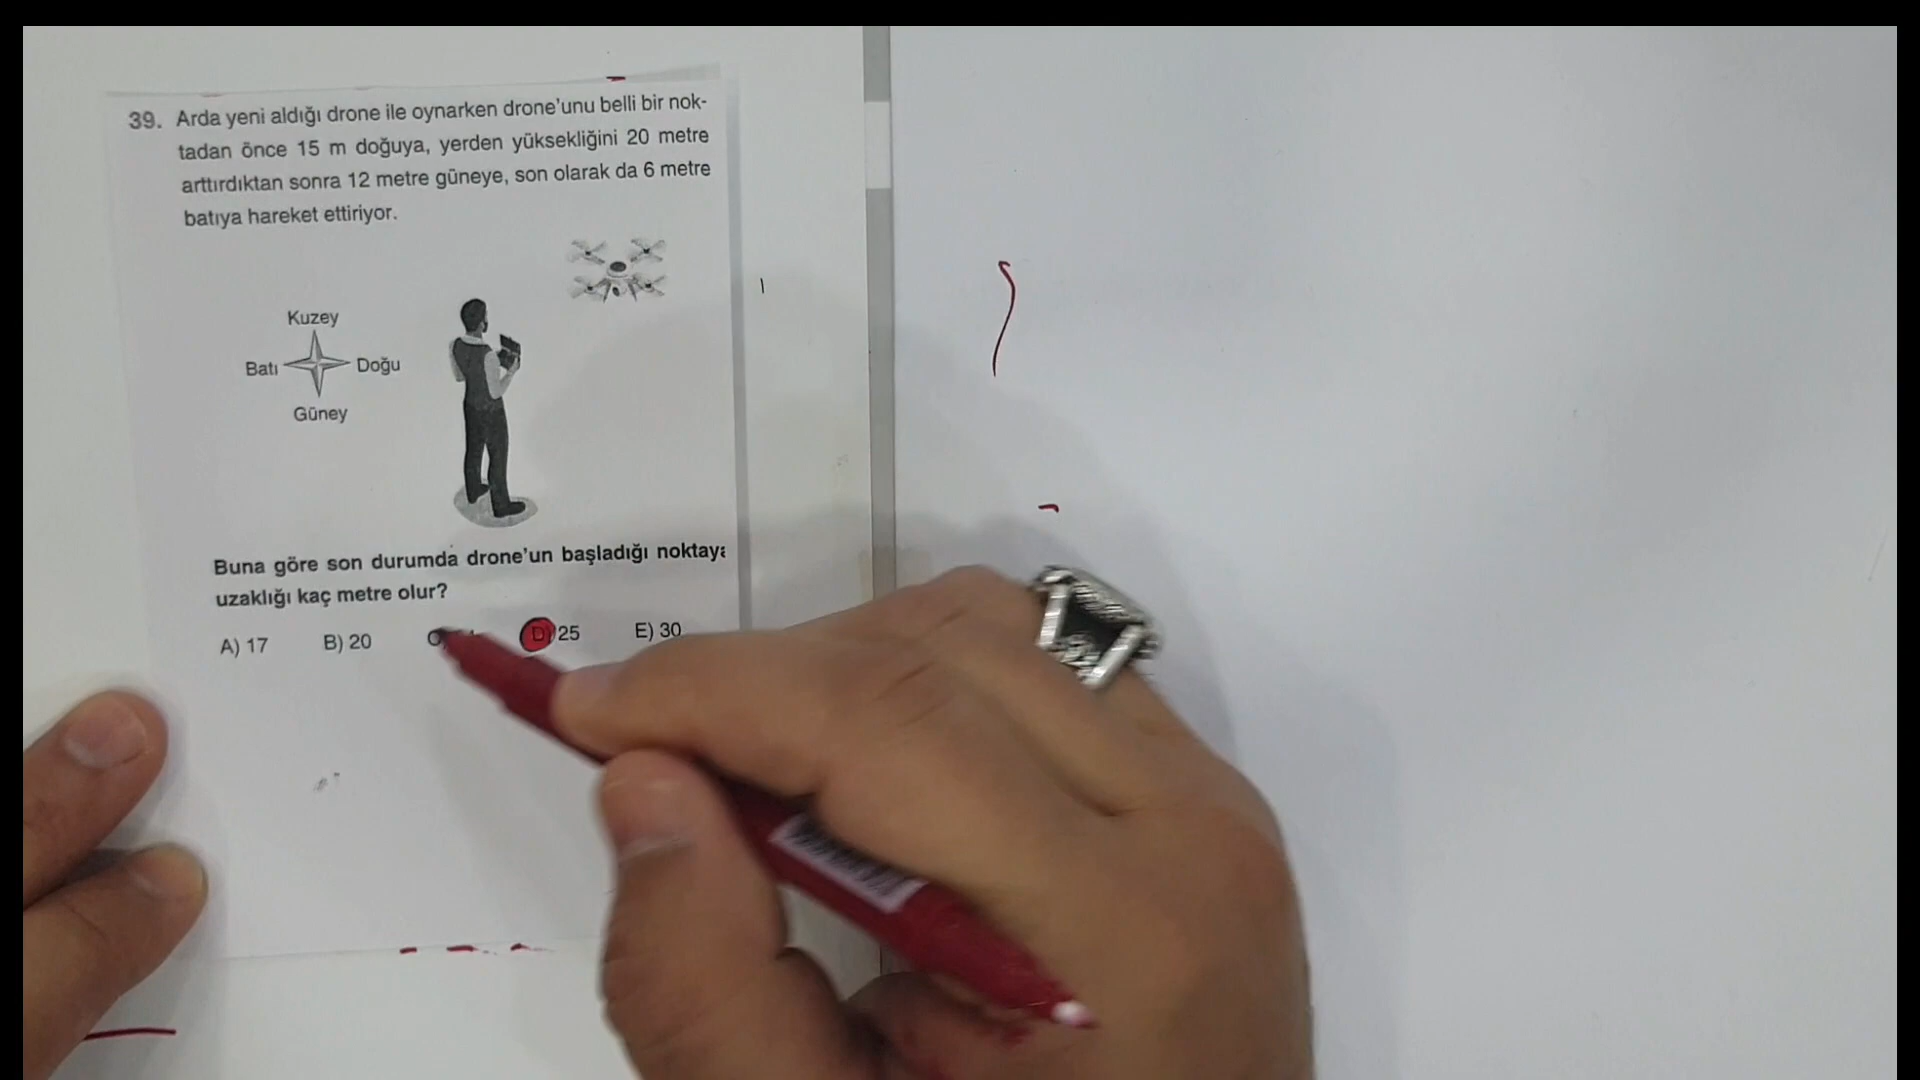 39. Arda yeni aldığı drone ile oynarken drone'unu belli bir nok-
tadan önce 15 m doğuya, yerden yüksekliğini 20 metre
arttırdıktan sonra 12 metre güneye, son olarak da 6 metre
batıya hareket ettiriyor.
Kuzey
Batı Doğu
Güney
Buna göre son durumda drone'un başladığı noktaya
uzaklığı kaç metre olur?
A) 17 B) 20 D) 25 E) 30